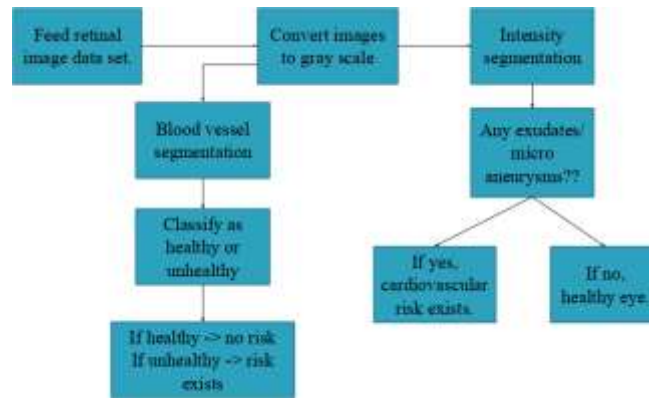 Feed retinal
image data set.
Convert images
to gray scale
Intensity
segmentation
Blood vessel
segmentation
Any exudates/
micro
aneurysms??
Classify as
healthy or
unhealthy
If yes,
cardiovascular
risk exists.
If no,
healthy eye.
If healthy -> no risk
If unhealthy -> risk
exists